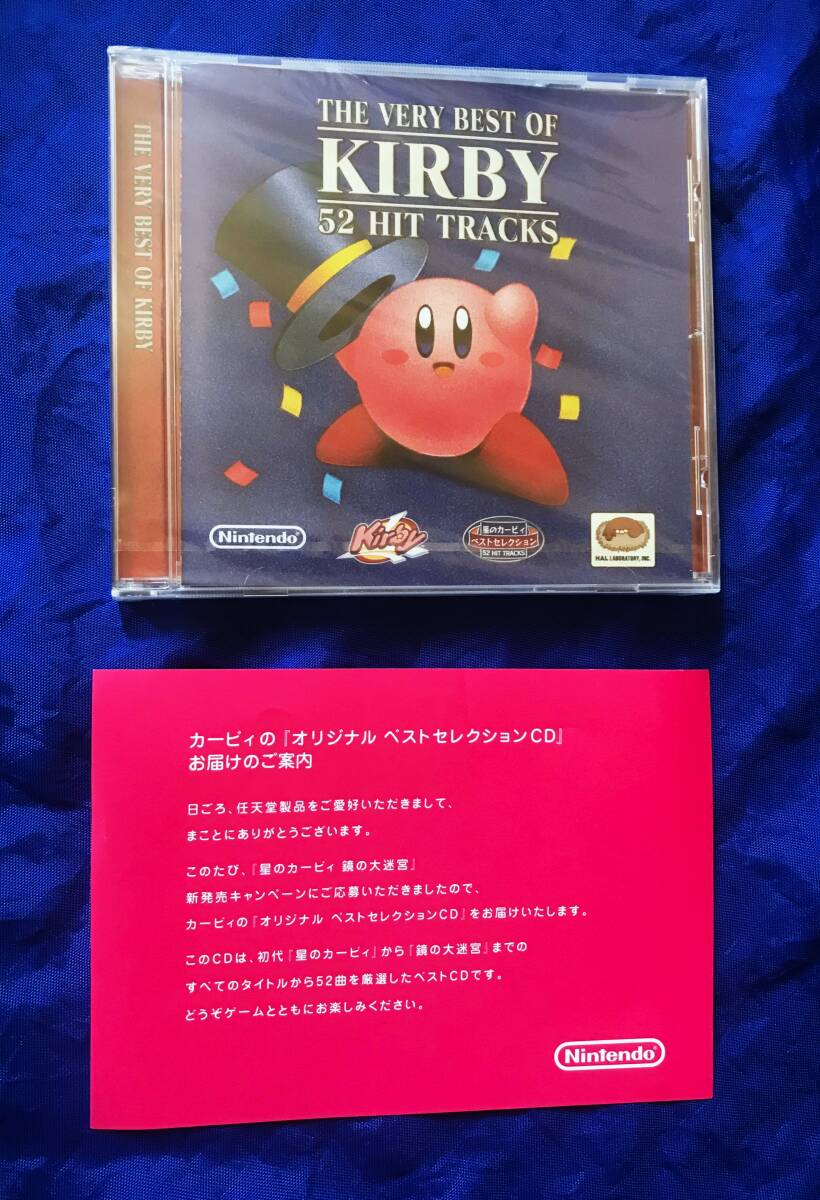 THE VERY BEST OF KIRBY
THE VERY BEST OF
KIRBY
52 HIT TRACKS
Nintendo
Kirby
星のカービィ
ベストセレクション
52 HIT TRACKS
HAL LABORATORY, INC.
カービィの『オリジナル ベストセレクションCD』
お届けのご案内
日ごろ、任天堂製品をご愛好いただきまして、
まことにありがとうございます。
このたび、『星のカービィ 鏡の大迷宮』
新発売キャンペーンにご応募いただきましたので、
カービィの『オリジナル ベストセレクションCD』をお届けいたします。
このCDは、初代『星のカービィ』から『鏡の大迷宮』までの
すべてのタイトルから52曲を厳選したベストCDです。
どうぞゲームとともにお楽しみください。
Nintendo